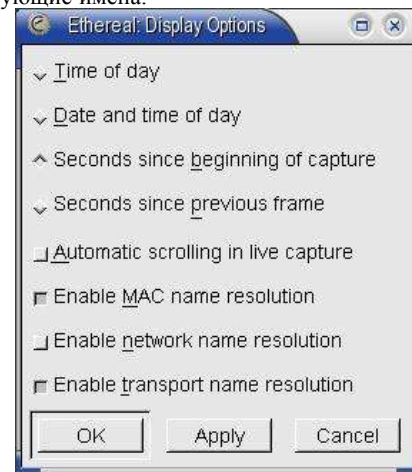 ующие имена.
Ethereal: Display Options
Time of day
Date and time of day
Seconds since beginning of capture
Seconds since previous frame
Automatic scrolling in live capture
Enable MAC name resolution
Enable network name resolution
Enable transport name resolution
OK Apply Cancel